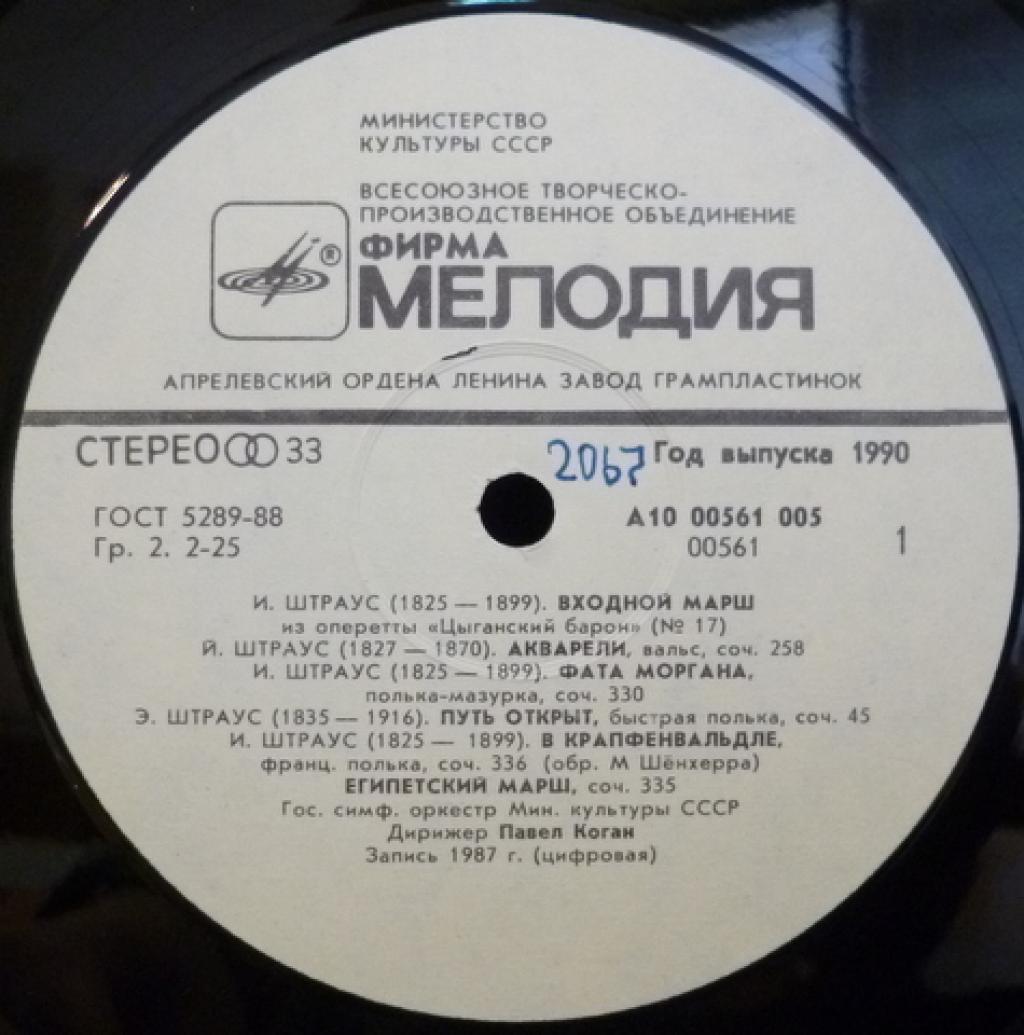 МИНИСТЕРСТВО
КУЛЬТУРЫ СССР
ВСЕСОЮЗНОЕ ТВОРЧЕСКО-
ПРОИЗВОДСТВЕННОЕ ОБЪЕДИНЕНИЕ
ФИРМА
®
МЕЛОДИЯ
АПРЕЛЕВСКИЙ ОРДЕНА ЛЕНИНА ЗАВОД ГРАМПЛАСТИНОК
СТЕРЕО 33
2067 Год выпуска 1990
ГОСТ 5289-88
Гр. 2. 2-25
А10 00561 005
00561
1
И. ШТРАУС (1825 — 1899). ВХОДНОЙ МАРШ
из оперетты «Цыганский барон» (№ 17)
Й. ШТРАУС (1827 — 1870). АКВАРЕЛИ, вальс, соч. 258
И. ШТРАУС (1825 — 1899). ФАТА МОРГАНА,
полька-мазурка, соч. 330
Э. ШТРАУС (1835 — 1916). ПУТЬ ОТКРЫТ, быстрая полька, соч. 45
И. ШТРАУС (1825 — 1899). В КРАПФЕНВАЛЬДЛЕ,
франц. полька, соч. 336 (обр. М Шёнхерра)
ЕГИПЕТСКИЙ МАРШ, соч. 335
Гос. симф. оркестр Мин. культуры СССР
Дирижер Павел Коган
Запись 1987 г. (цифровая)